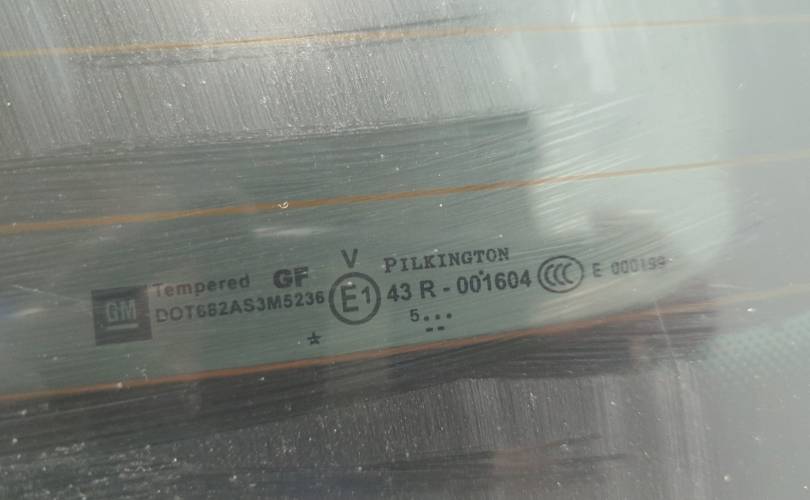 GM
Tempered GF
DOT682AS3M5236
V
E1
PILKINGTON
43 R - 001604
5...
--
CCC E 000199
*